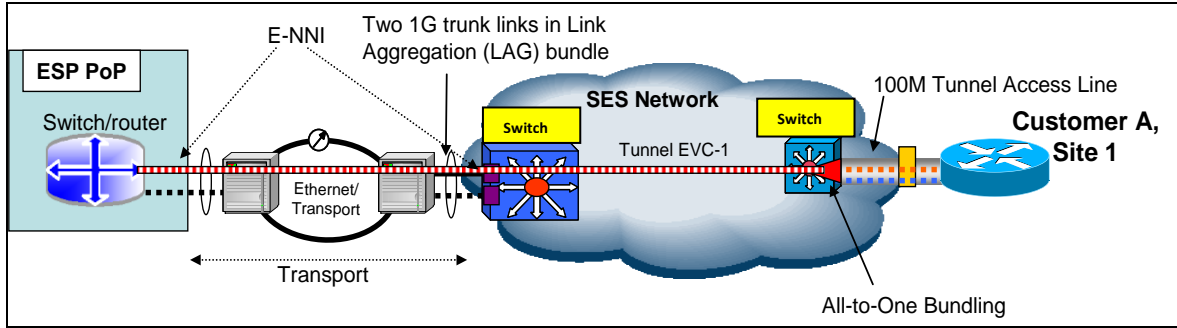 E-NNI
Two 1G trunk links in Link
Aggregation (LAG) bundle
ESP PoP
Switch/router
Ethernet/
Transport
Transport
SES Network
Switch
Switch
Tunnel EVC-1
100M Tunnel Access Line
Customer A,
Site 1
All-to-One Bundling